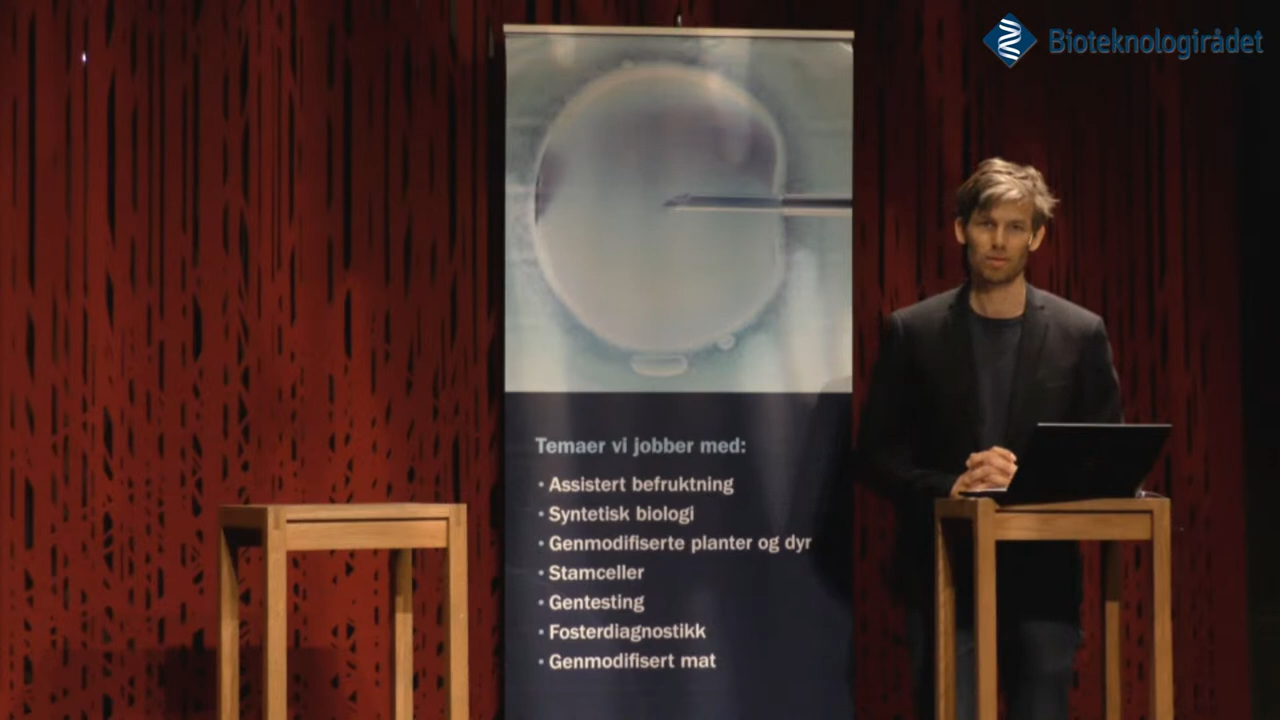 Bioteknologirådet
Temaer vi jobber med:
• Assistert befruktning
• Syntetisk biologi
• Genmodifiserte planter og dyr
• Stamceller
• Gentesting
• Fosterdiagnostikk
• Genmodifisert mat